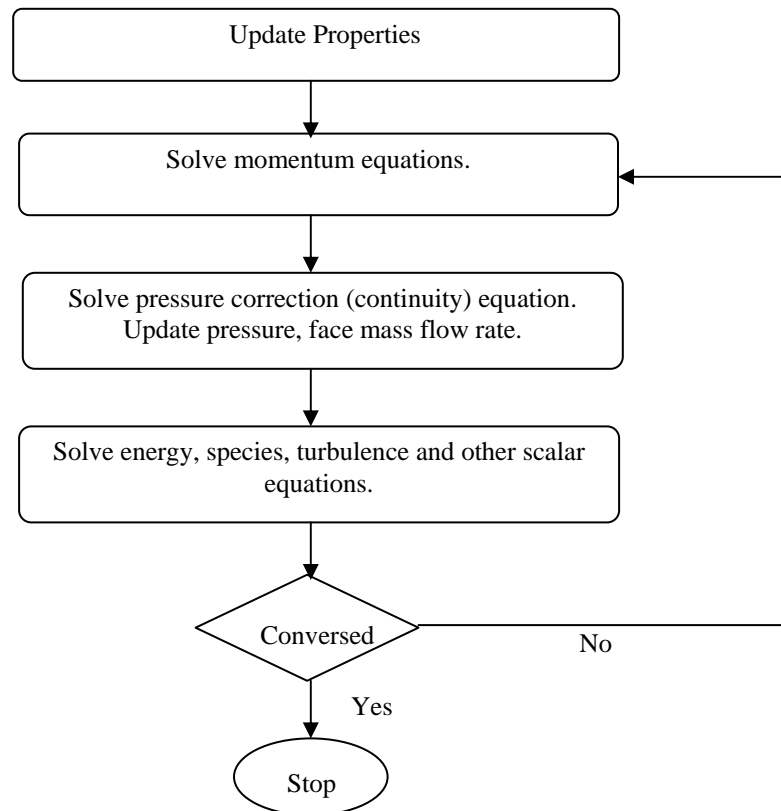 Update Properties
Solve momentum equations.
Solve pressure correction (continuity) equation.
Update pressure, face mass flow rate.
Solve energy, species, turbulence and other scalar
equations.
Conversed
No
Yes
Stop